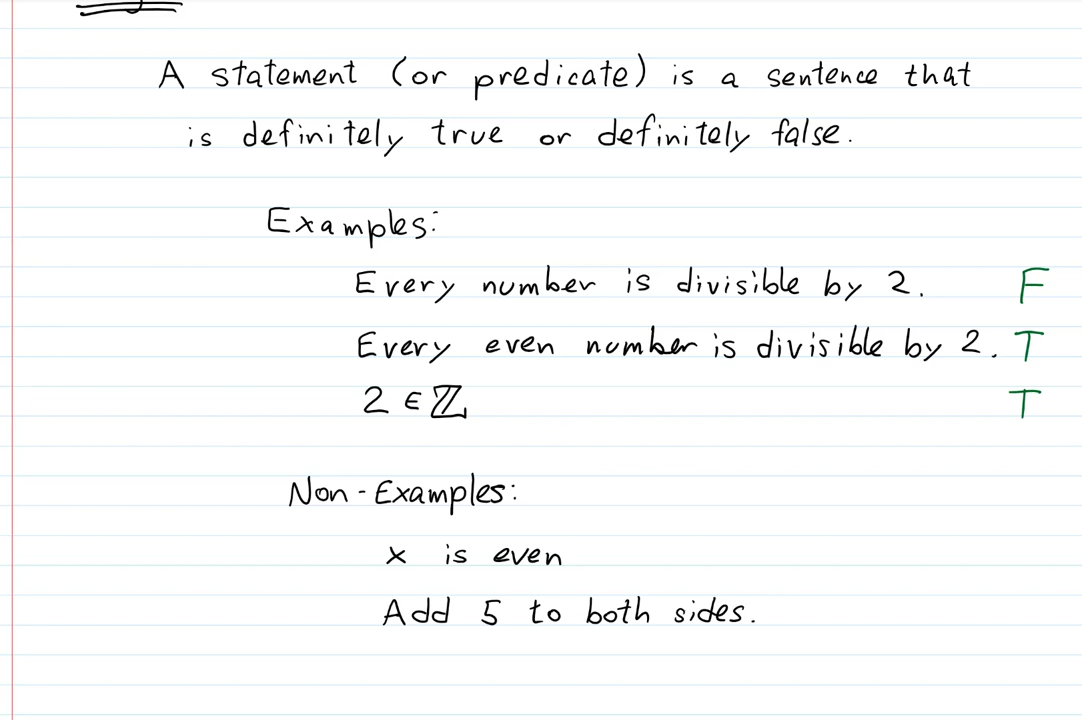 A statement (or predicate) is a sentence that
is definitely true or definitely false.
Examples:
Every number is divisible by 2. F
Every even number is divisible by 2. T
2 ∈ ℤ T
Non-Examples:
x is even
Add 5 to both sides.